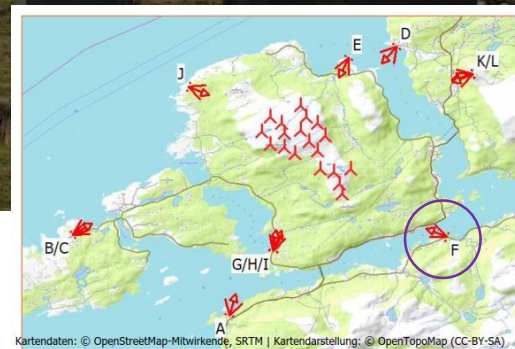 D
E
K/L
J
B/C
G/H/I
F
A
Kartendaten: © OpenStreetMap-Mitwirkende, SRTM | Kartendarstellung: © OpenTopoMap (CC-BY-SA)